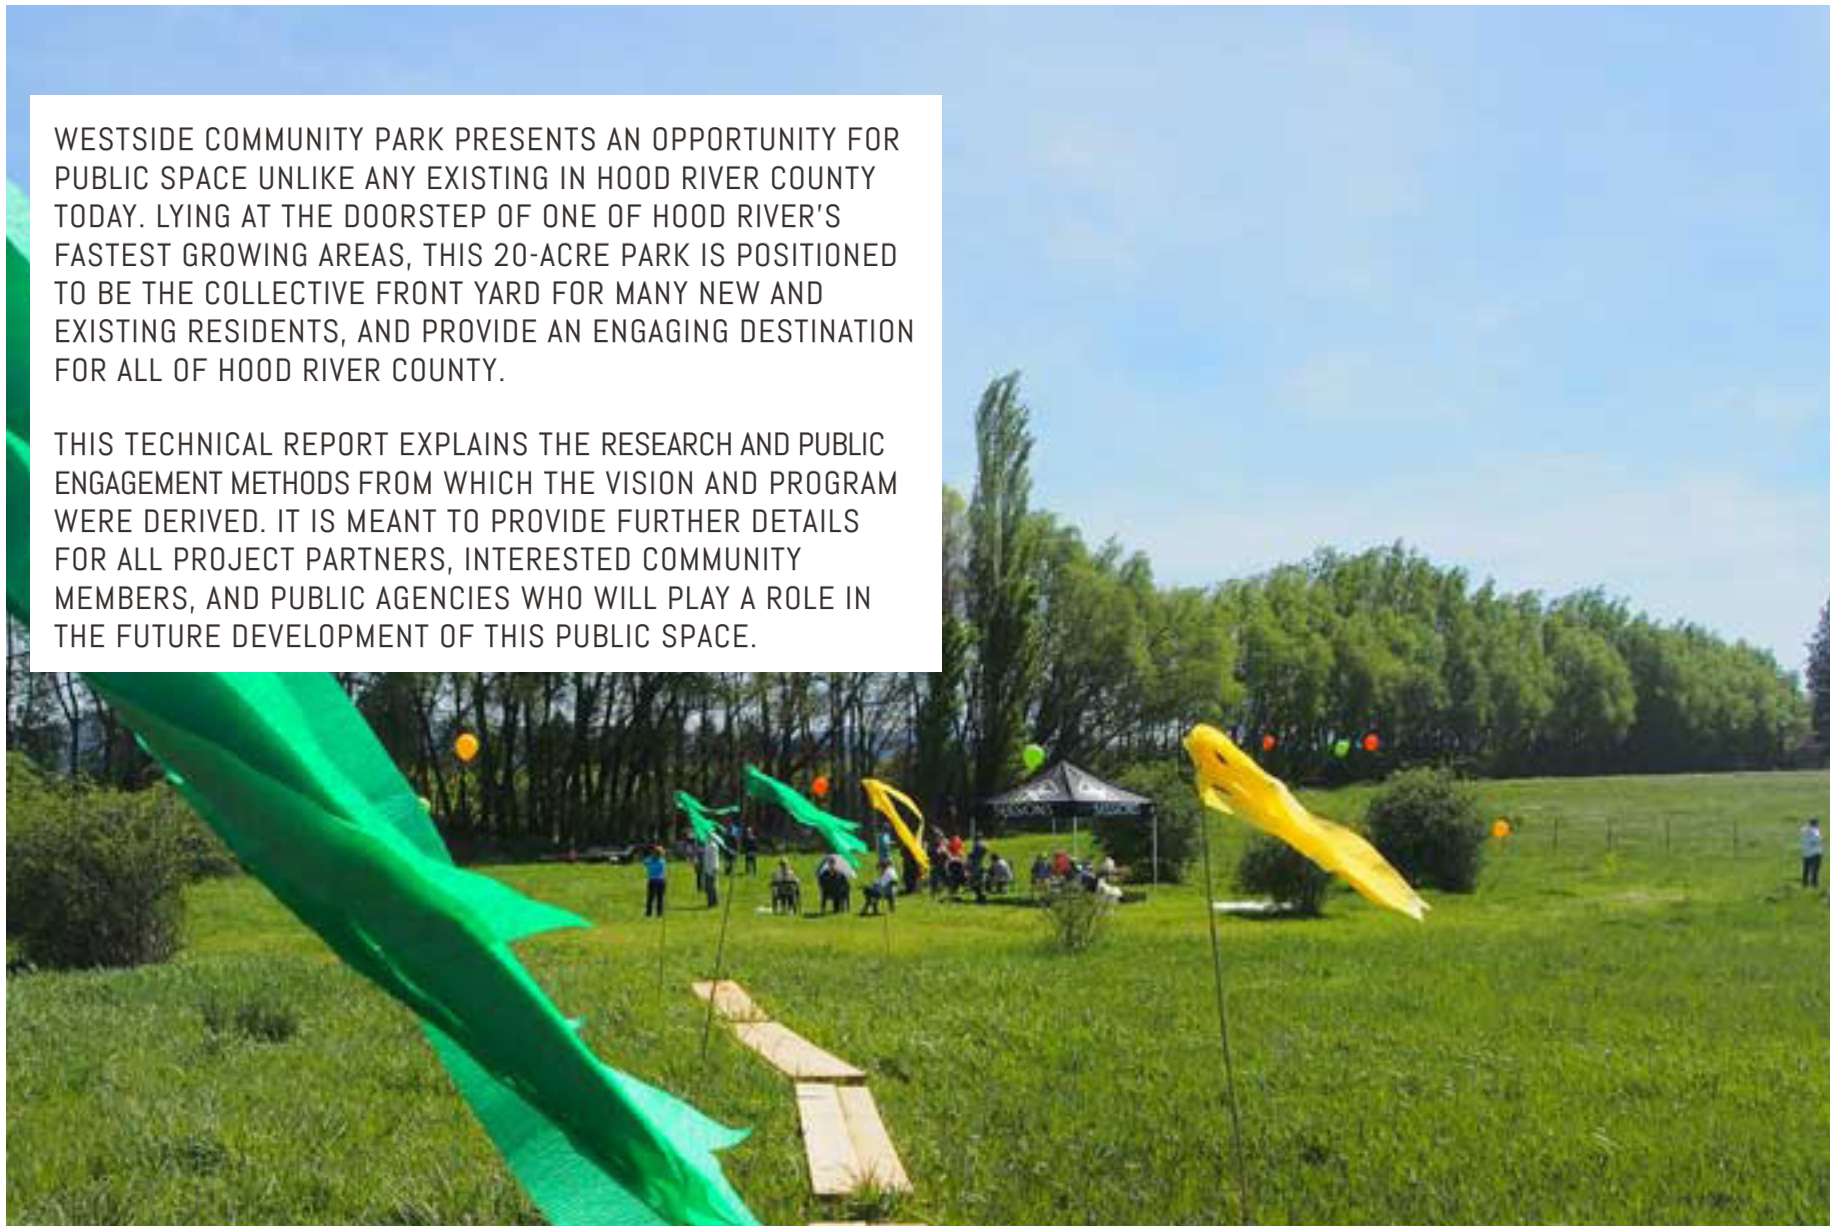 WESTSIDE COMMUNITY PARK PRESENTS AN OPPORTUNITY FOR
PUBLIC SPACE UNLIKE ANY EXISTING IN HOOD RIVER COUNTY
TODAY. LYING AT THE DOORSTEP OF ONE OF HOOD RIVER'S
FASTEST GROWING AREAS, THIS 20-ACRE PARK IS POSITIONED
TO BE THE COLLECTIVE FRONT YARD FOR MANY NEW AND
EXISTING RESIDENTS, AND PROVIDE AN ENGAGING DESTINATION
FOR ALL OF HOOD RIVER COUNTY.
THIS TECHNICAL REPORT EXPLAINS THE RESEARCH AND PUBLIC
ENGAGEMENT METHODS FROM WHICH THE VISION AND PROGRAM
WERE DERIVED. IT IS MEANT TO PROVIDE FURTHER DETAILS
FOR ALL PROJECT PARTNERS, INTERESTED COMMUNITY
MEMBERS, AND PUBLIC AGENCIES WHO WILL PLAY A ROLE IN
THE FUTURE DEVELOPMENT OF THIS PUBLIC SPACE.